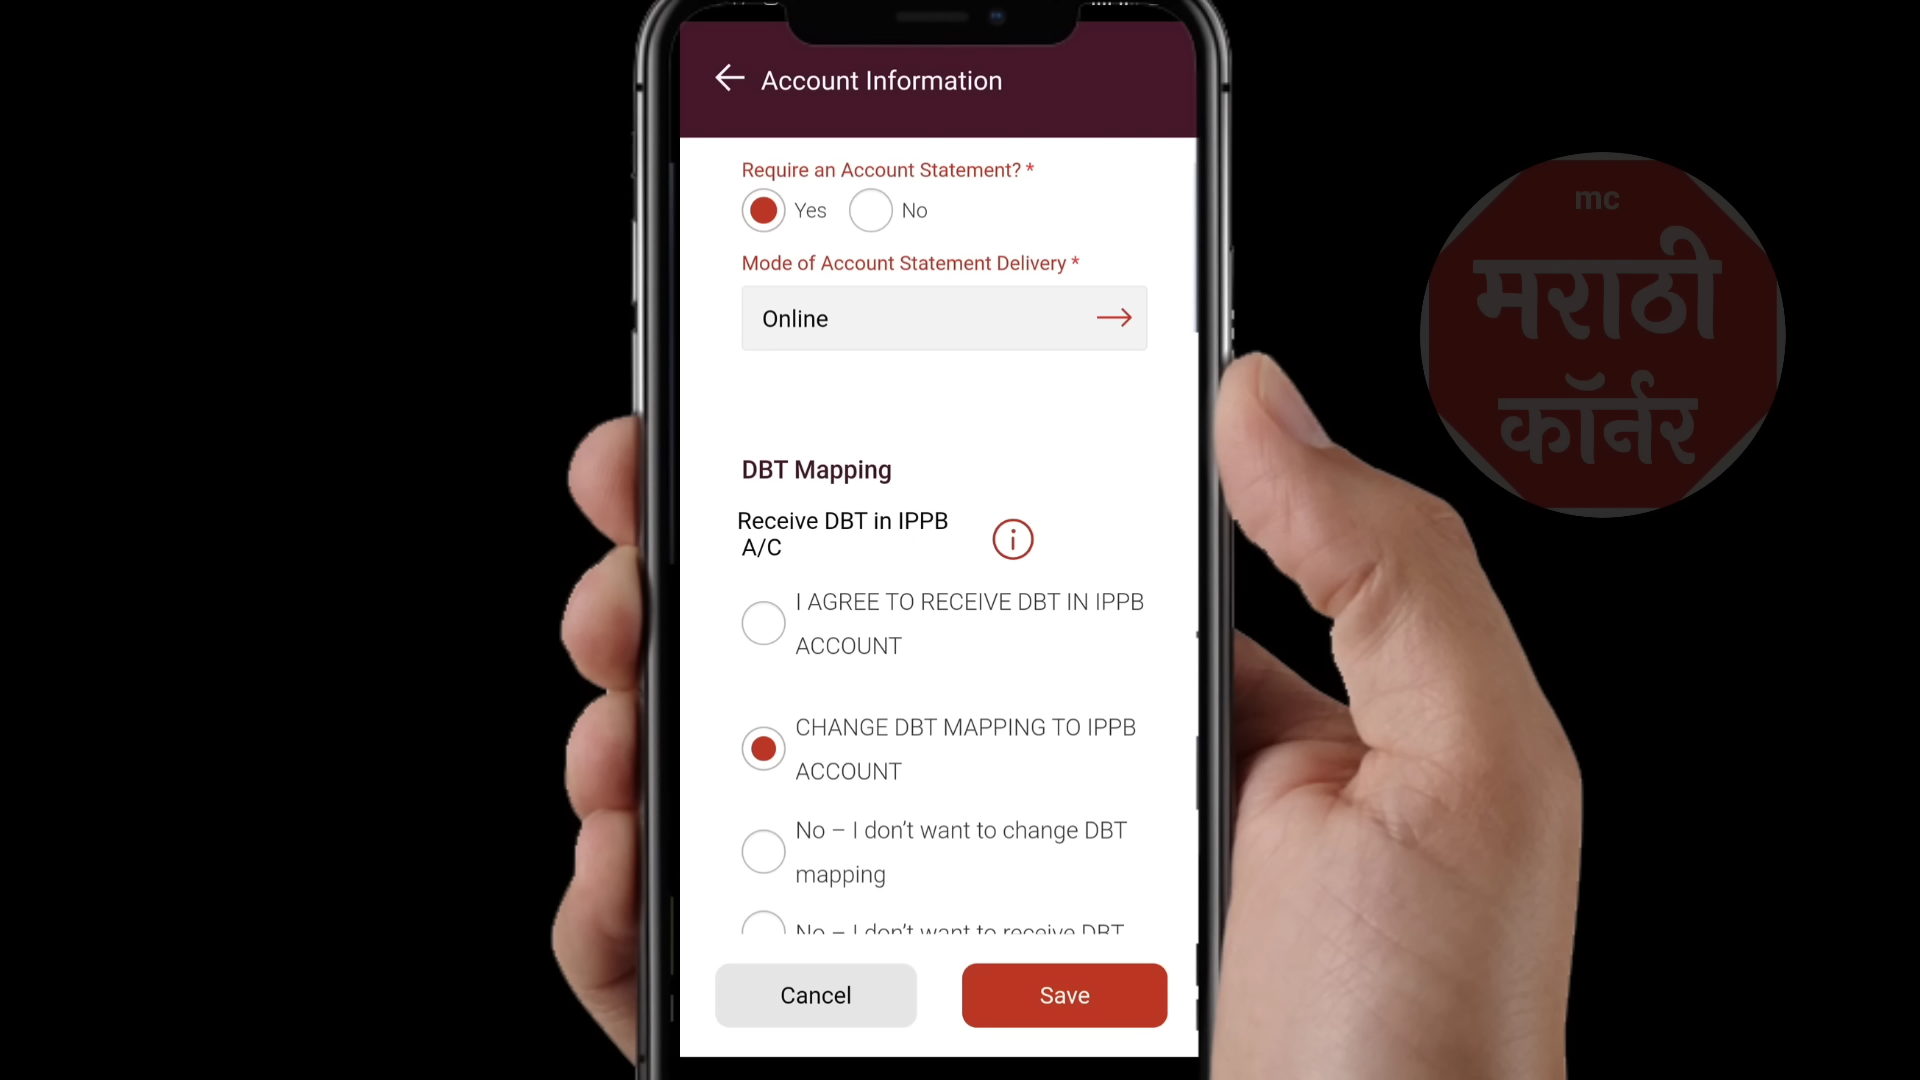 Account Information
Require an Account Statement? *
Yes No
Mode of Account Statement Delivery *
Online
DBT Mapping
Receive DBT in IPPB
A/C
I AGREE TO RECEIVE DBT IN IPPB
ACCOUNT
CHANGE DBT MAPPING TO IPPB
ACCOUNT
No – I don’t want to change DBT
mapping
No – I don’t want to receive DBT
Cancel Save
mc
मराठी
कॉर्नर